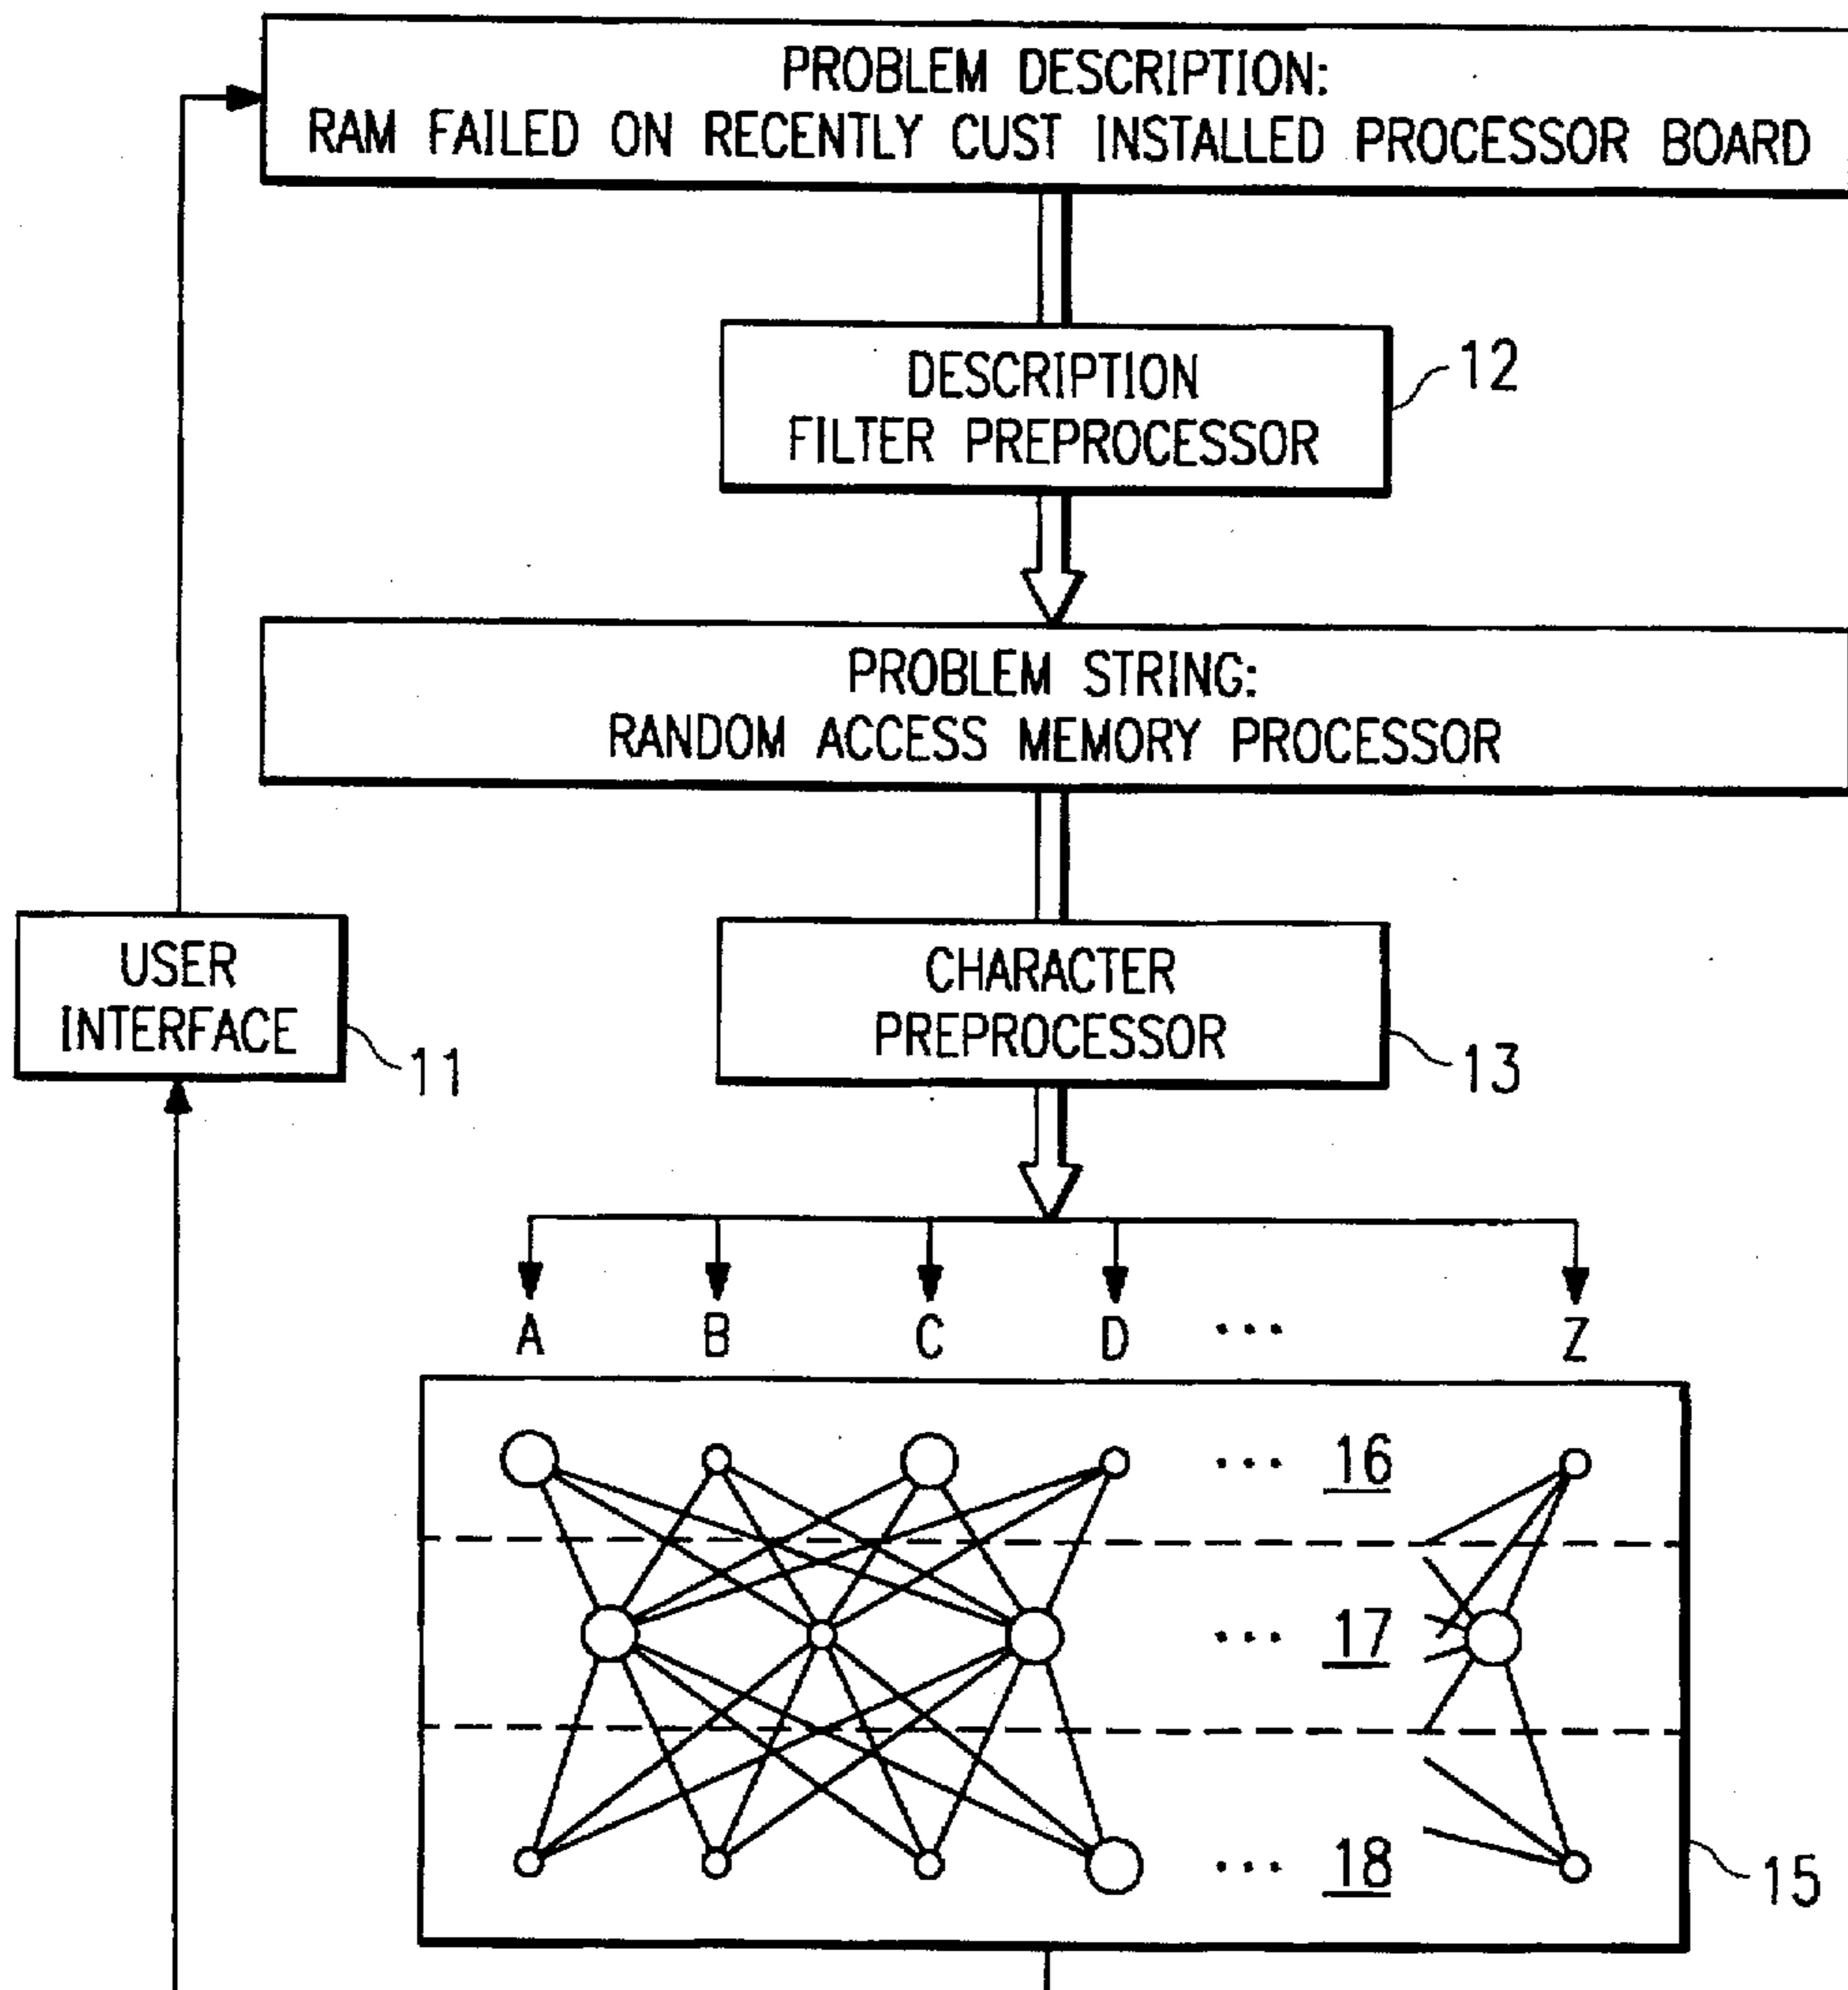 PROBLEM DESCRIPTION:
RAM FAILED ON RECENTLY CUST INSTALLED PROCESSOR BOARD
DESCRIPTION
FILTER PREPROCESSOR
12
PROBLEM STRING:
RANDOM ACCESS MEMORY PROCESSOR
USER
INTERFACE
11
CHARACTER
PREPROCESSOR
13
A B C D ... Z
... 16
... 17
... 18
15